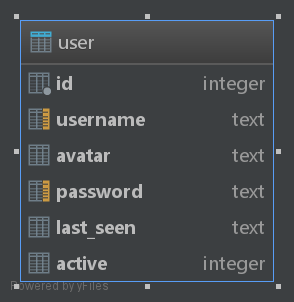 user
id integer
username text
avatar text
password text
last_seen text
active integer
Powered by yFiles